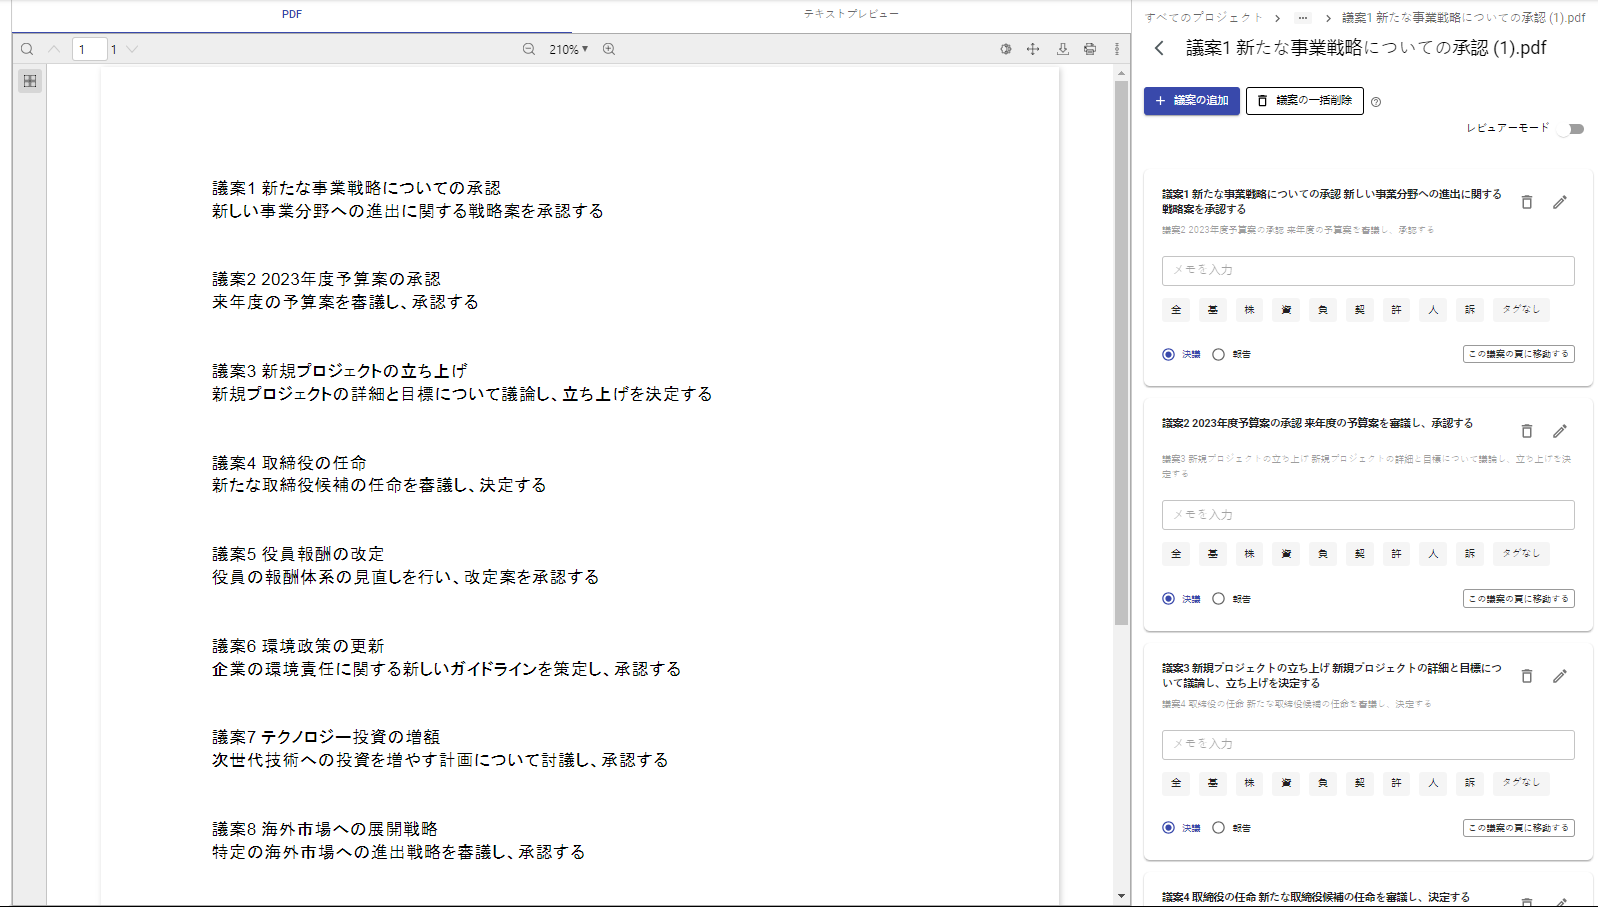 PDF
テキストプレビュー
1 1
210%
議案1 新たな事業戦略についての承認
新しい事業分野への進出に関する戦略案を承認する
議案2 2023年度予算案の承認
来年度の予算案を審議し、承認する
議案3 新規プロジェクトの立ち上げ
新規プロジェクトの詳細と目標について議論し、立ち上げを決定する
議案4 取締役の任命
新たな取締役候補の任命を審議し、決定する
議案5 役員報酬の改定
役員の報酬体系の見直しを行い、改定案を承認する
議案6 環境政策の更新
企業の環境責任に関する新しいガイドラインを策定し、承認する
議案7 テクノロジー投資の増額
次世代技術への投資を増やす計画について討議し、承認する
議案8 海外市場への展開戦略
特定の海外市場への進出戦略を審議し、承認する
すべてのプロジェクト > ... > 議案1 新たな事業戦略についての承認 (1).pdf
議案1 新たな事業戦略についての承認 (1).pdf
+ 議案の追加
議案の一括削除
レビュアーモード
議案1 新たな事業戦略についての承認 新しい事業分野への進出に関する
戦略案を承認する
議案2 2023年度予算案の承認 来年度の予算案を審議し、承認する
メモを入力
全 基 株 資 負 契 許 人 訴 タグなし
決議 報告
この議案の頁に移動する
議案2 2023年度予算案の承認 来年度の予算案を審議し、承認する
議案3 新規プロジェクトの立ち上げ 新規プロジェクトの詳細と目標について議論し、立ち上げを決
定する
メモを入力
全 基 株 資 負 契 許 人 訴 タグなし
決議 報告
この議案の頁に移動する
議案3 新規プロジェクトの立ち上げ 新規プロジェクトの詳細と目標につ
いて議論し、立ち上げを決定する
議案4 取締役の任命 新たな取締役候補の任命を審議し、決定する
メモを入力
全 基 株 資 負 契 許 人 訴 タグなし
決議 報告
この議案の頁に移動する
議案4 取締役の任命 新たな取締役候補の任命を審議し、決定する